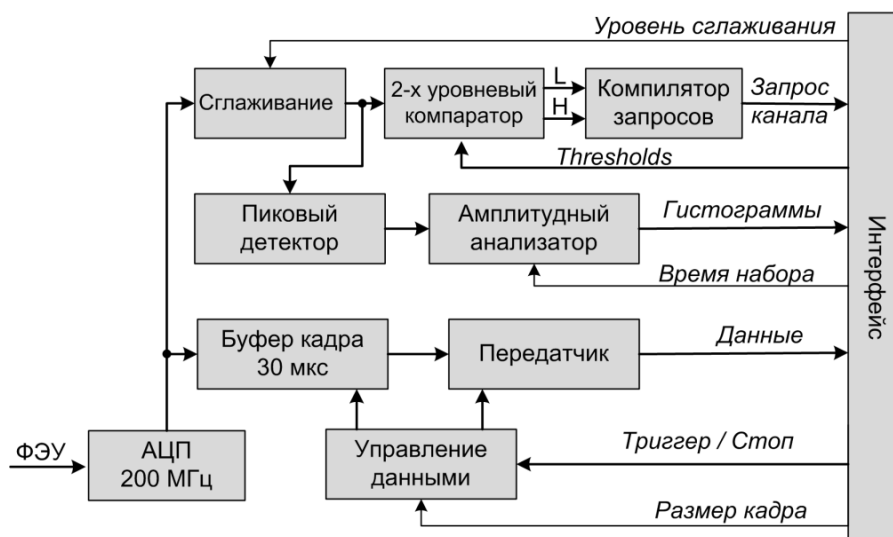 Уровень сглаживания
Сглаживание
2-х уровневый
компаратор
L
H
Компилятор
запросов
Запрос
канала
Thresholds
Пиковый
детектор
Амплитудный
анализатор
Гистограммы
Время набора
Интерфейс
Буфер кадра
30 мкс
Передатчик
Данные
ФЭУ
АЦП
200 МГц
Управление
данными
Триггер / Стоп
Размер кадра